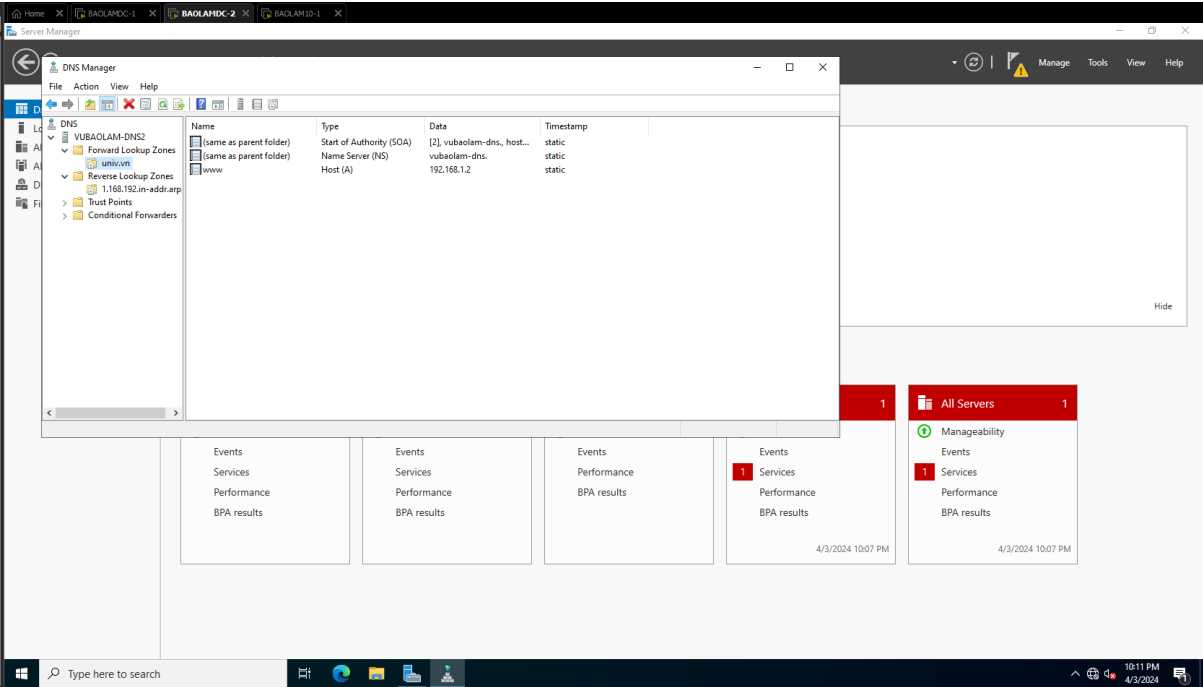 Home BAOLAMDC-1 BAOLAMDC-2 BAOLAM10-1
Server Manager
Manage Tools View Help
DNS Manager
File Action View Help
DNS
VUBAOLAM-DNS2
Forward Lookup Zones
univ.vn
Reverse Lookup Zones
1.168.192.in-addr.arp
Trust Points
Conditional Forwarders
Name Type Data Timestamp
(same as parent folder) Start of Authority (SOA) [2], vubaolam-dns., host... static
(same as parent folder) Name Server (NS) vubaolam-dns. static
www Host (A) 192.168.1.2 static
D
Lo
Al
Al
D
Fi
Hide
1 All Servers 1
Manageability
Events Events Events Events Events
Services Services Performance 1 Services 1 Services
Performance Performance BPA results Performance Performance
BPA results BPA results BPA results BPA results
4/3/2024 10:07 PM 4/3/2024 10:07 PM
Type here to search
10:11 PM
4/3/2024
1